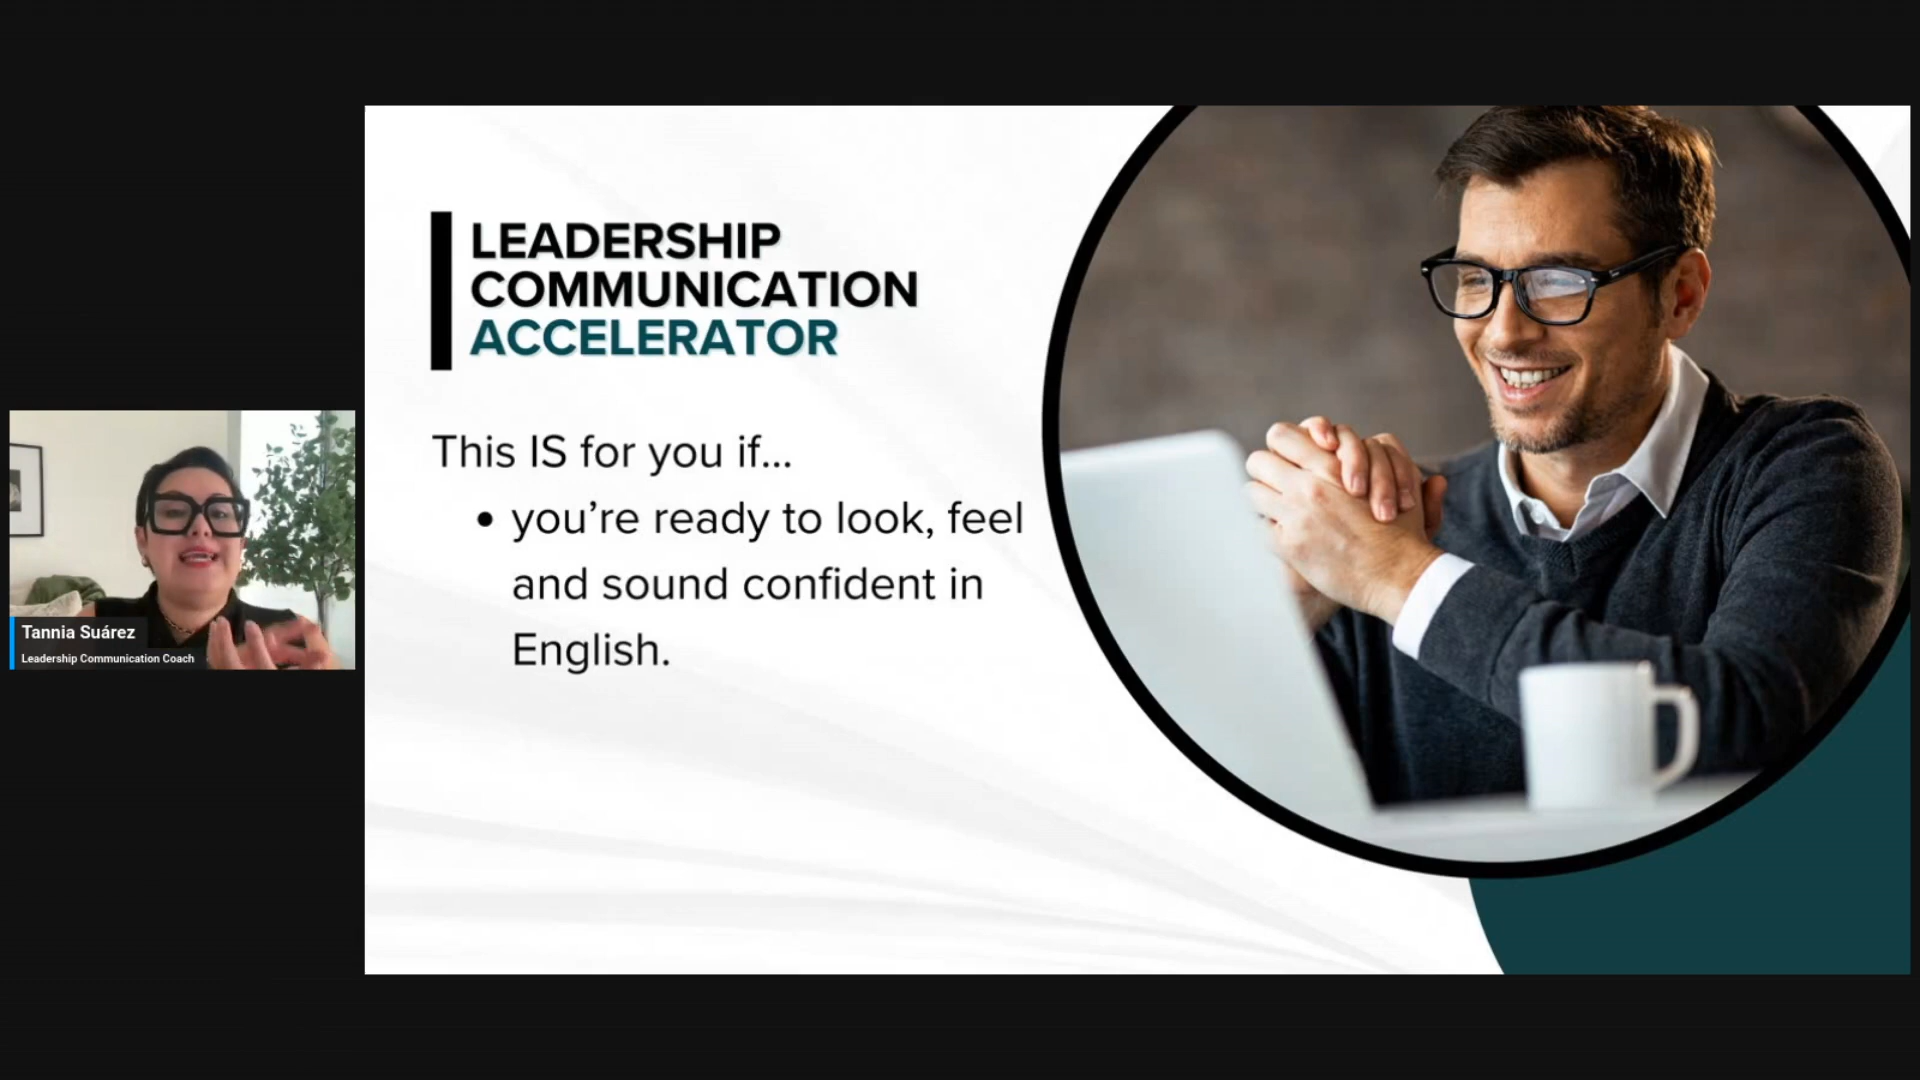 LEADERSHIP
COMMUNICATION
ACCELERATOR
This IS for you if...
• you’re ready to look, feel
and sound confident in
English.
Tannia Suárez
Leadership Communication Coach